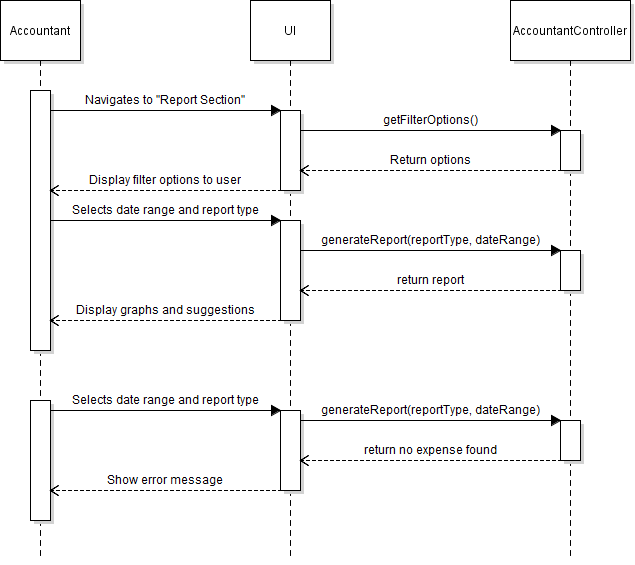 Accountant
UI
AccountantController
Navigates to "Report Section"
getFilterOptions()
Return options
Display filter options to user
Selects date range and report type
generateReport(reportType, dateRange)
return report
Display graphs and suggestions
Selects date range and report type
generateReport(reportType, dateRange)
return no expense found
Show error message